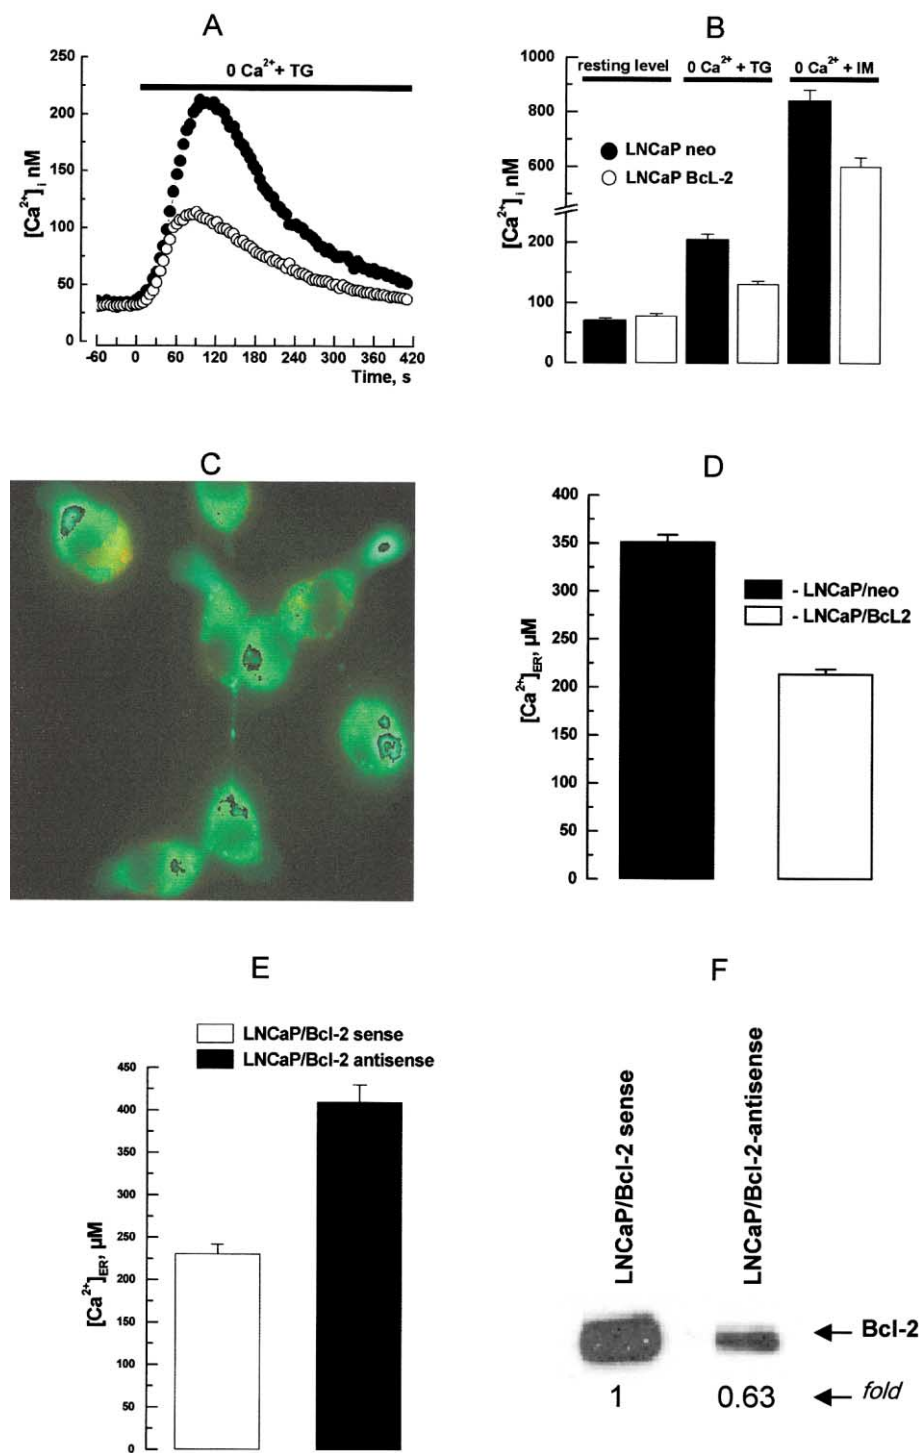 A
0 Ca²⁺ + TG
250
200
150
100
50
0
[Ca²⁺]i, nM
-60 0 60 120 180 240 300 360 420
Time, s
B
resting level 0 Ca²⁺ + TG 0 Ca²⁺ + IM
1000
800
600
200
100
0
[Ca²⁺]i, nM
LNCaP neo
LNCaP BcL-2
C
D
400
350
300
250
200
150
100
50
0
[Ca²⁺]ER, µM
- LNCaP/neo
- LNCaP/BcL2
E
LNCaP/Bcl-2 sense
LNCaP/Bcl-2 antisense
450
400
350
300
250
200
150
100
50
0
[Ca²⁺]ER, µM
F
LNCaP/Bcl-2 sense
LNCaP/Bcl-2-antisense
Bcl-2
1 0.63 fold